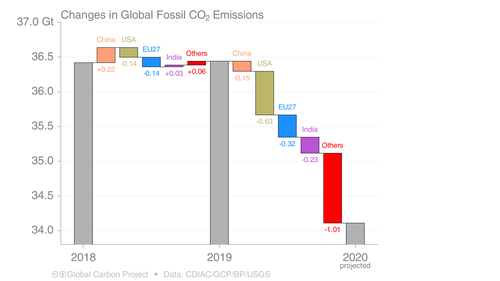 Changes in Global Fossil CO₂ Emissions
37.0 Gt
36.5
36.0
35.5
35.0
34.5
34.0
China
+0.22
USA
-0.14
EU27
-0.14
India
+0.03
Others
+0.06
China
-0.15
USA
-0.63
EU27
-0.32
India
-0.23
Others
-1.01
2018
2019
2020
projected
Global Carbon Project • Data: CDIAC/GCP/BP/USGS